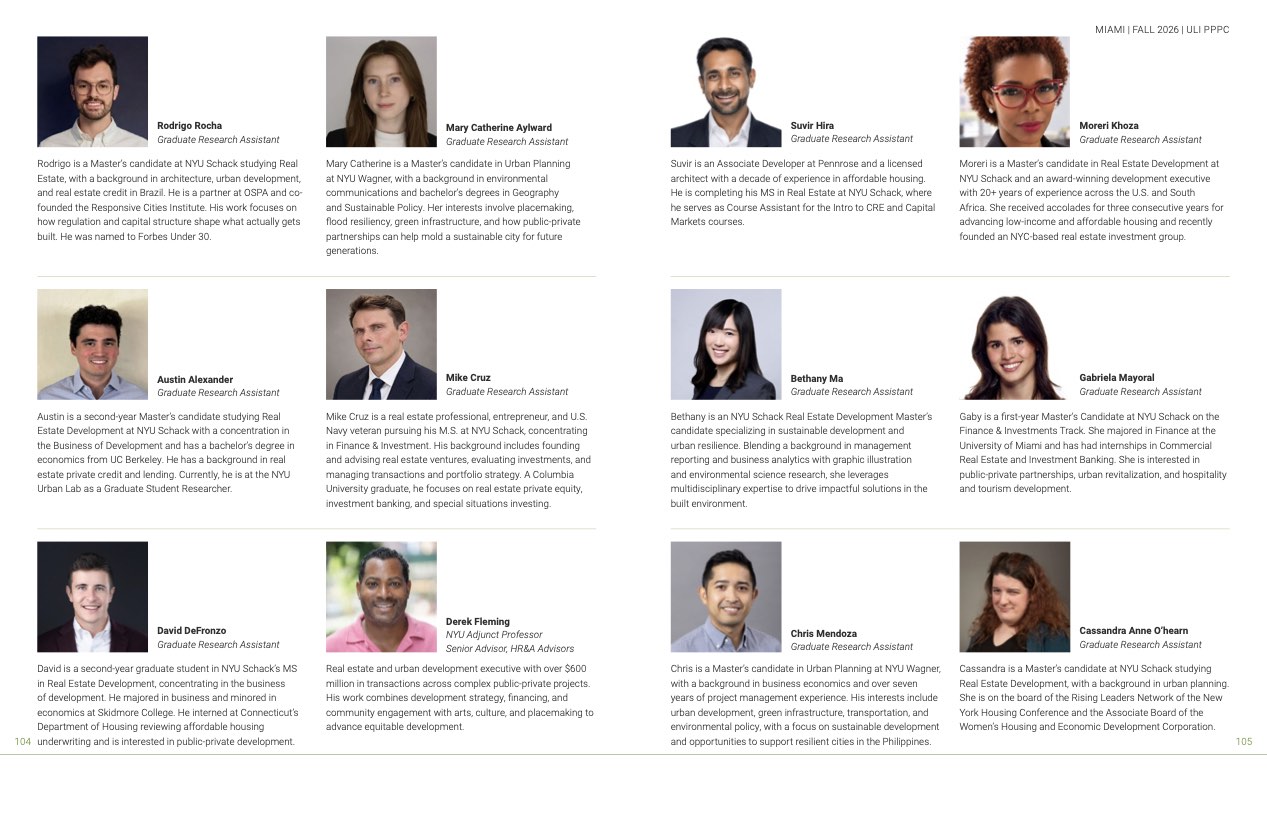 MIAMI | FALL 2026 | ULI PPPC
Rodrigo Rocha
Graduate Research Assistant
Rodrigo is a Master's candidate at NYU Schack studying Real
Estate, with a background in architecture, urban development,
and real estate credit in Brazil. He is a partner at OSPA and co-
founded the Responsive Cities Institute. His work focuses on
how regulation and capital structure shape what actually gets
built. He was named to Forbes Under 30.
Mary Catherine Aylward
Graduate Research Assistant
Mary Catherine is a Master's candidate in Urban Planning
at NYU Wagner, with a background in environmental
communications and bachelor's degrees in Geography
and Sustainable Policy. Her interests involve placemaking,
flood resiliency, green infrastructure, and how public-private
partnerships can help mold a sustainable city for future
generations.
Austin Alexander
Graduate Research Assistant
Austin is a second-year Master's candidate studying Real
Estate Development at NYU Schack with a concentration in
the Business of Development and has a bachelor's degree in
economics from UC Berkeley. He has a background in real
estate private credit and lending. Currently, he is at the NYU
Urban Lab as a Graduate Student Researcher.
Mike Cruz
Graduate Research Assistant
Mike Cruz is a real estate professional, entrepreneur, and U.S.
Navy veteran pursuing his M.S. at NYU Schack, concentrating
in Finance & Investment. His background includes founding
and advising real estate ventures, evaluating investments, and
managing transactions and portfolio strategy. A Columbia
University graduate, he focuses on real estate private equity,
investment banking, and special situations investing.
David DeFronzo
Graduate Research Assistant
David is a second-year graduate student in NYU Schack's MS
in Real Estate Development, concentrating in the business
of development. He majored in business and minored in
economics at Skidmore College. He interned at Connecticut's
Department of Housing reviewing affordable housing
underwriting and is interested in public-private development.
Derek Fleming
NYU Adjunct Professor
Senior Advisor, HR&A Advisors
Real estate and urban development executive with over $600
million in transactions across complex public-private projects.
His work combines development strategy, financing, and
community engagement with arts, culture, and placemaking to
advance equitable development.
104
Suvir Hira
Graduate Research Assistant
Suvir is an Associate Developer at Pennrose and a licensed
architect with a decade of experience in affordable housing.
He is completing his MS in Real Estate at NYU Schack, where
he serves as Course Assistant for the Intro to CRE and Capital
Markets courses.
Moreri Khoza
Graduate Research Assistant
Moreri is a Master's candidate in Real Estate Development at
NYU Schack and an award-winning development executive
with 20+ years of experience across the U.S. and South
Africa. She received accolades for three consecutive years for
advancing low-income and affordable housing and recently
founded an NYC-based real estate investment group.
Bethany Ma
Graduate Research Assistant
Bethany is an NYU Schack Real Estate Development Master's
candidate specializing in sustainable development and
urban resilience. Blending a background in management
reporting and business analytics with graphic illustration
and environmental science research, she leverages
multidisciplinary expertise to drive impactful solutions in the
built environment.
Gabriela Mayoral
Graduate Research Assistant
Gaby is a first-year Master's Candidate at NYU Schack on the
Finance & Investments Track. She majored in Finance at the
University of Miami and has had internships in Commercial
Real Estate and Investment Banking. She is interested in
public-private partnerships, urban revitalization, and hospitality
and tourism development.
Chris Mendoza
Graduate Research Assistant
Chris is a Master's candidate in Urban Planning at NYU Wagner,
with a background in business economics and over seven
years of project management experience. His interests include
urban development, green infrastructure, transportation, and
environmental policy, with a focus on sustainable development
and opportunities to support resilient cities in the Philippines.
Cassandra Anne O'hearn
Graduate Research Assistant
Cassandra is a Master's candidate at NYU Schack studying
Real Estate Development, with a background in urban planning.
She is on the board of the Rising Leaders Network of the New
York Housing Conference and the Associate Board of the
Women's Housing and Economic Development Corporation.
105